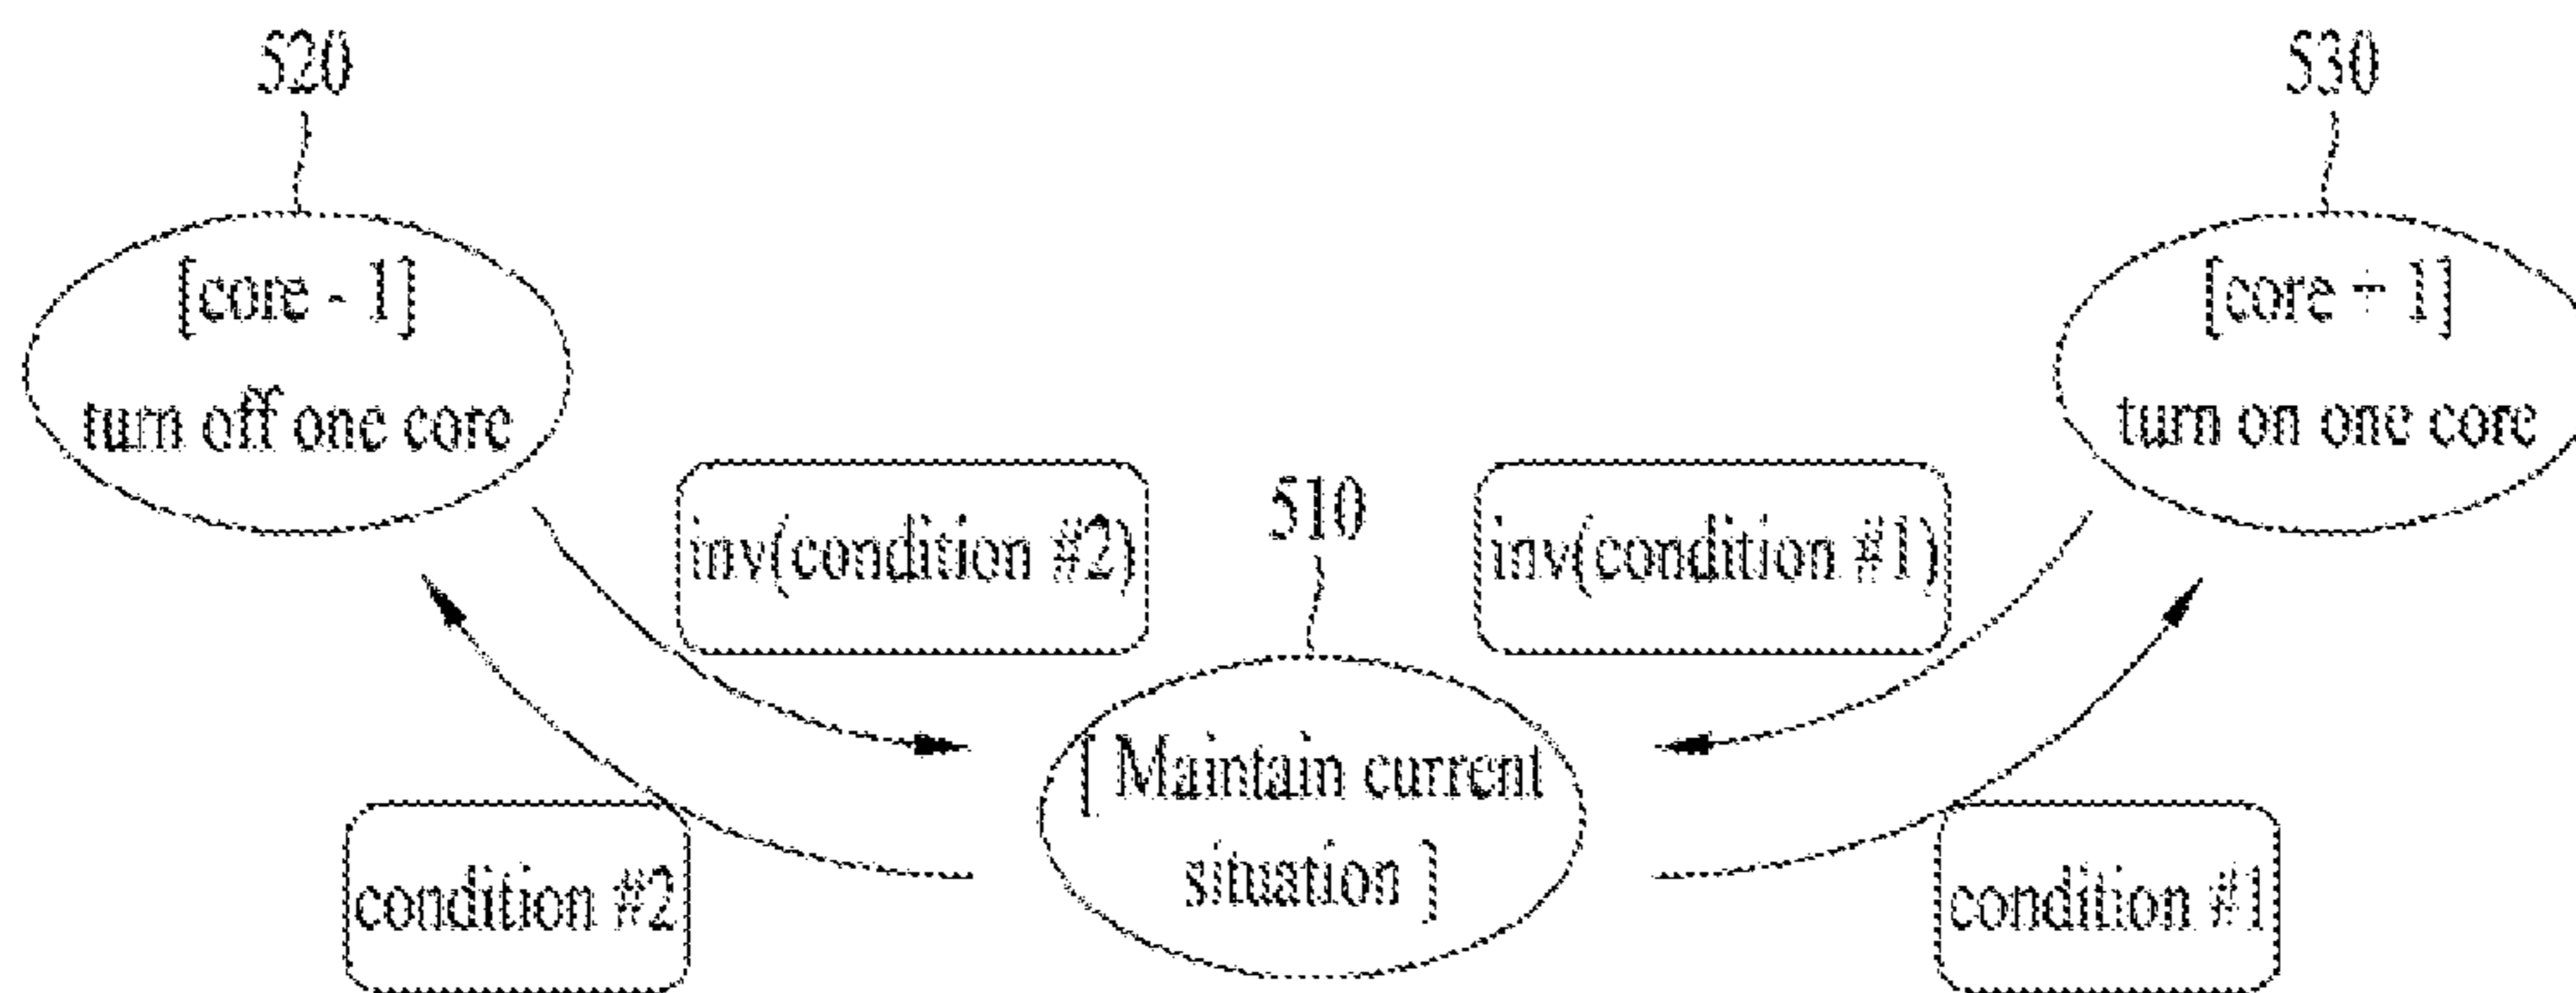 520
530
[core - 1]
turn off one core
[core + 1]
turn on one core
inv(condition #2)
510
inv(condition #1)
[ Maintain current
situation ]
condition #2
condition #1